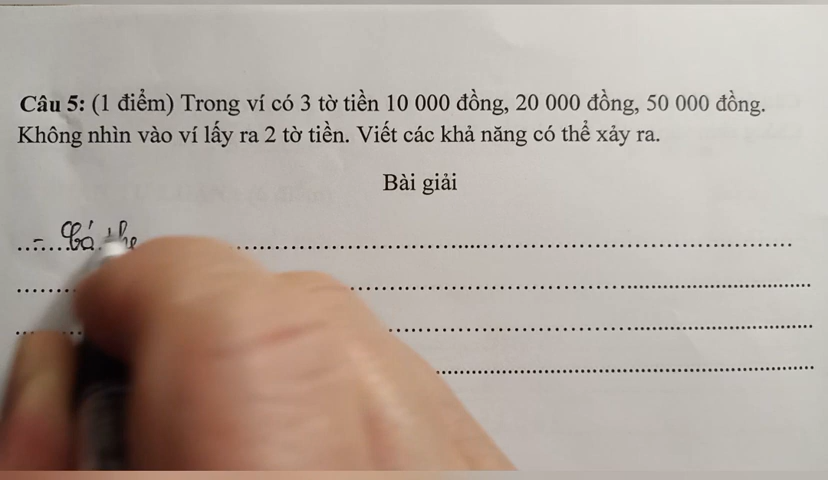 Câu 5: (1 điểm) Trong ví có 3 tờ tiền 10 000 đồng, 20 000 đồng, 50 000 đồng.
Không nhìn vào ví lấy ra 2 tờ tiền. Viết các khả năng có thể xảy ra.
Bài giải
- Có the